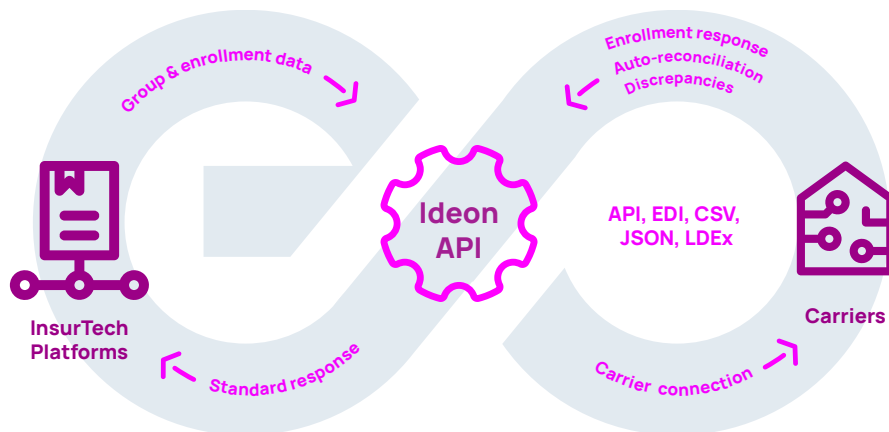 Group & enrollment data
Enrollment response
Auto-reconciliation
Discrepancies
Ideon
API
API, EDI, CSV,
JSON, LDEx
InsurTech
Platforms
Carriers
Standard response
Carrier connection